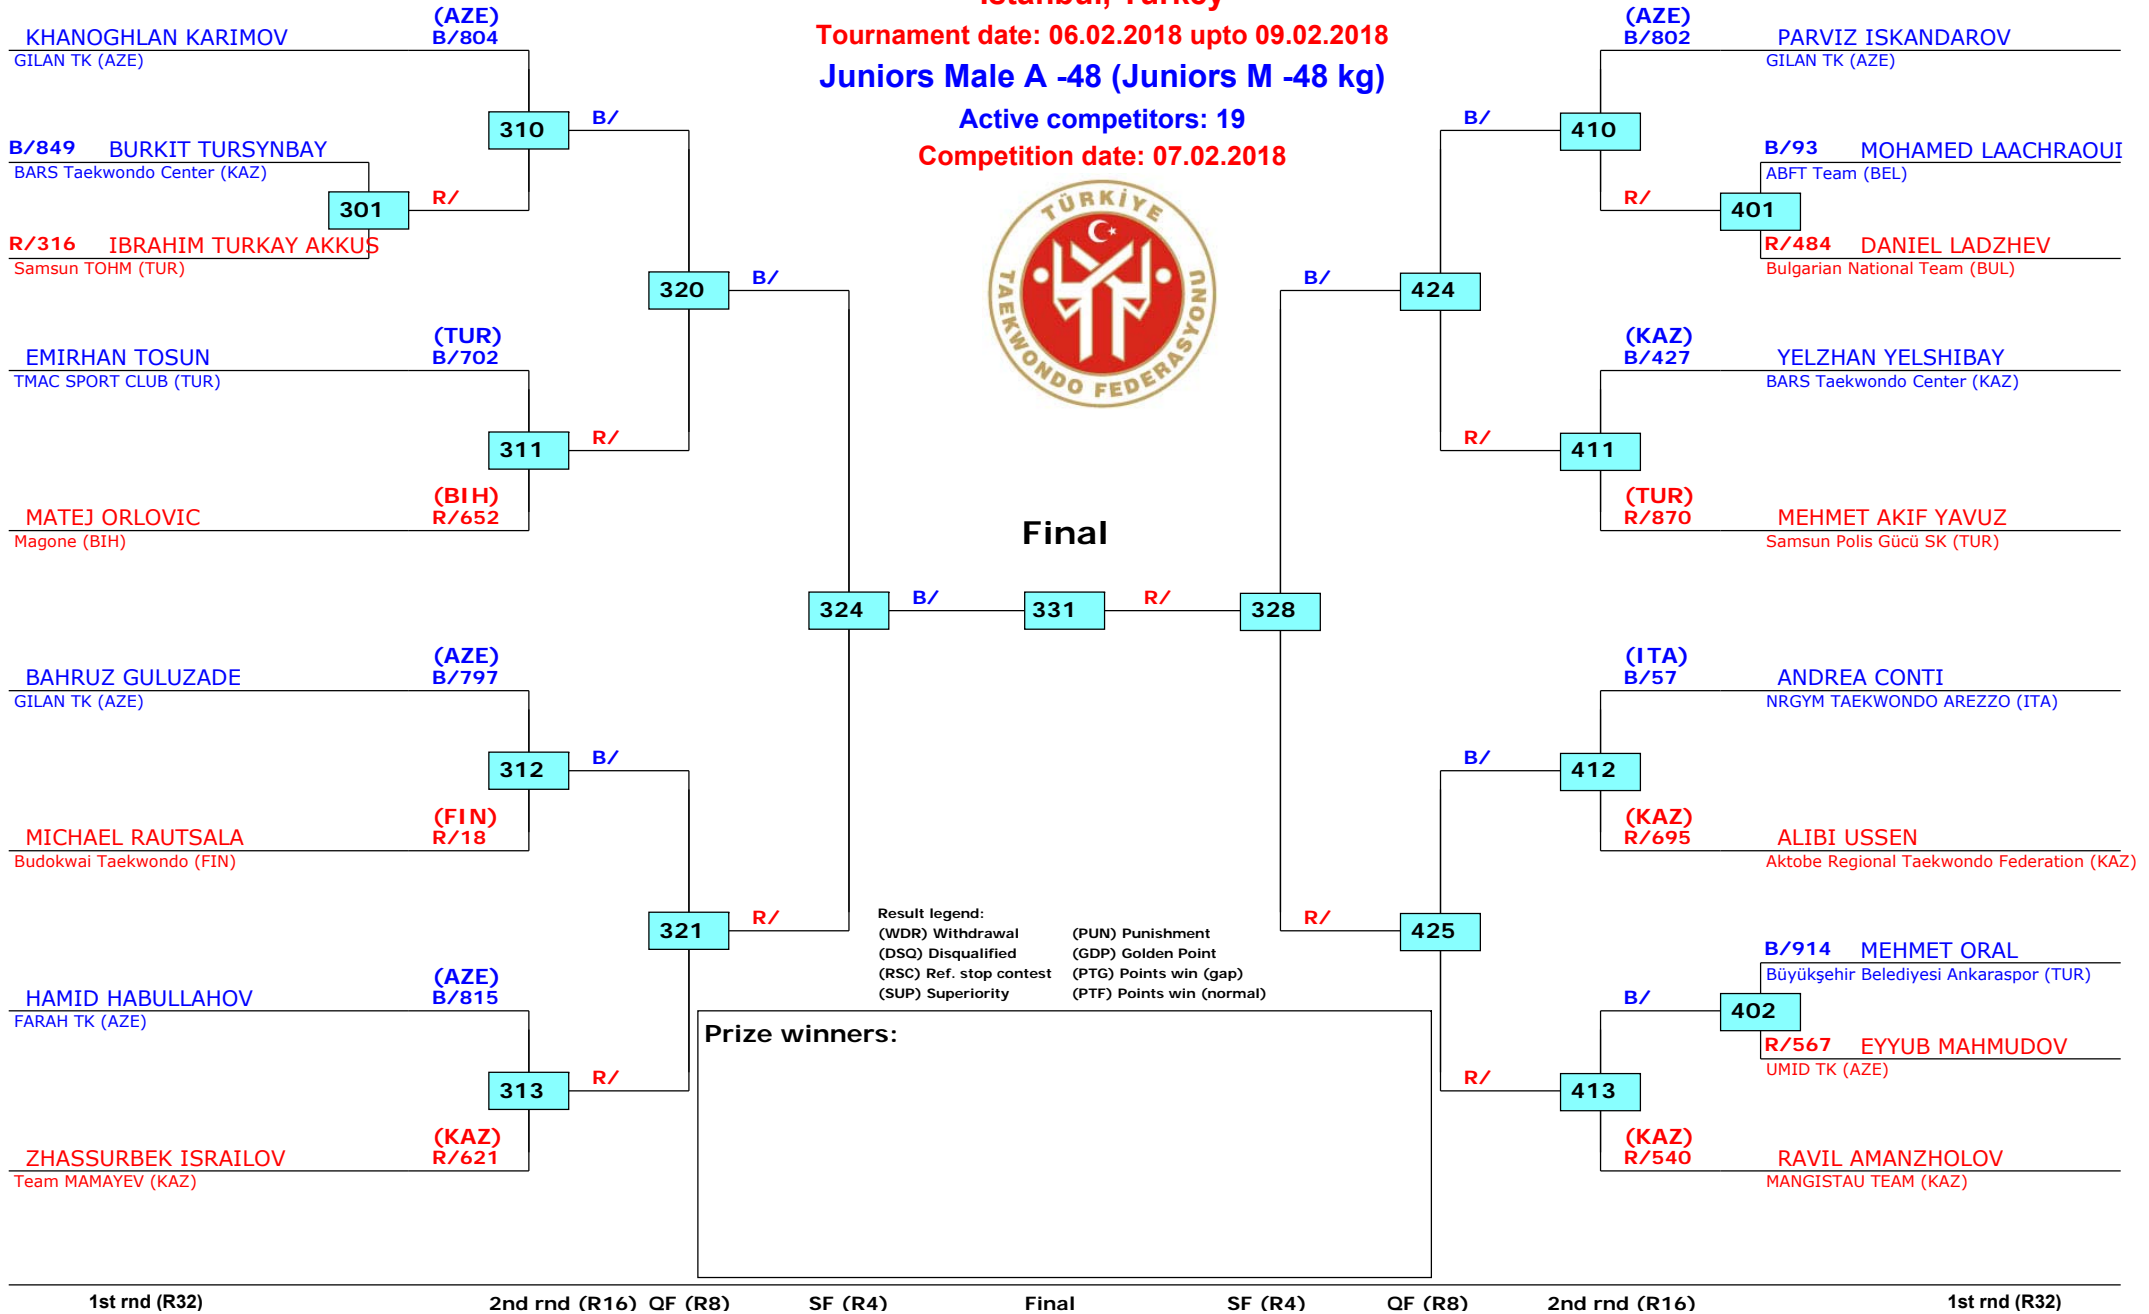 Istanbul, Turkey
Tournament date: 06.02.2018 upto 09.02.2018
Juniors Male A -48 (Juniors M -48 kg)
Active competitors: 19
Competition date: 07.02.2018
TÜRKİYE
TAEKWONDO FEDERASYONU
(AZE)
KHANOGHLAN KARIMOV B/804
GILAN TK (AZE)
310
B/
B/849 BURKIT TURSYNBAY
BARS Taekwondo Center (KAZ)
301
R/
R/316 IBRAHIM TURKAY AKKUS
Samsun TOHM (TUR)
320
B/
(TUR)
EMIRHAN TOSUN B/702
TMAC SPORT CLUB (TUR)
311
R/
(BIH)
MATEJ ORLOVIC R/652
Magone (BIH)
Final
324
B/
331
R/
328
(AZE)
BAHRUZ GULUZADE B/797
GILAN TK (AZE)
312
B/
(FIN)
MICHAEL RAUTSALA R/18
Budokwai Taekwondo (FIN)
321
R/
(AZE)
HAMID HABULLAHOV B/815
FARAH TK (AZE)
313
R/
(KAZ)
ZHASSURBEK ISRAILOV R/621
Team MAMAYEV (KAZ)
(AZE)
B/802 PARVIZ ISKANDAROV
GILAN TK (AZE)
B/
410
B/93 MOHAMED LAACHRAOUI
ABFT Team (BEL)
R/
401
R/484 DANIEL LADZHEV
Bulgarian National Team (BUL)
B/
424
(KAZ)
B/427 YELZHAN YELSHIBAY
BARS Taekwondo Center (KAZ)
R/
411
(TUR)
R/870 MEHMET AKIF YAVUZ
Samsun Polis Gücü SK (TUR)
(ITA)
B/57 ANDREA CONTI
NRGYM TAEKWONDO AREZZO (ITA)
B/
412
(KAZ)
R/695 ALIBI USSEN
Aktobe Regional Taekwondo Federation (KAZ)
R/
425
B/914 MEHMET ORAL
Büyükşehir Belediyesi Ankaraspor (TUR)
B/
402
R/567 EYYUB MAHMUDOV
UMID TK (AZE)
R/
413
(KAZ)
R/540 RAVIL AMANZHOLOV
MANGISTAU TEAM (KAZ)
Result legend:
(WDR) Withdrawal (PUN) Punishment
(DSQ) Disqualified (GDP) Golden Point
(RSC) Ref. stop contest (PTG) Points win (gap)
(SUP) Superiority (PTF) Points win (normal)
Prize winners:
1st rnd (R32) 2nd rnd (R16) QF (R8) SF (R4) Final SF (R4) QF (R8) 2nd rnd (R16) 1st rnd (R32)